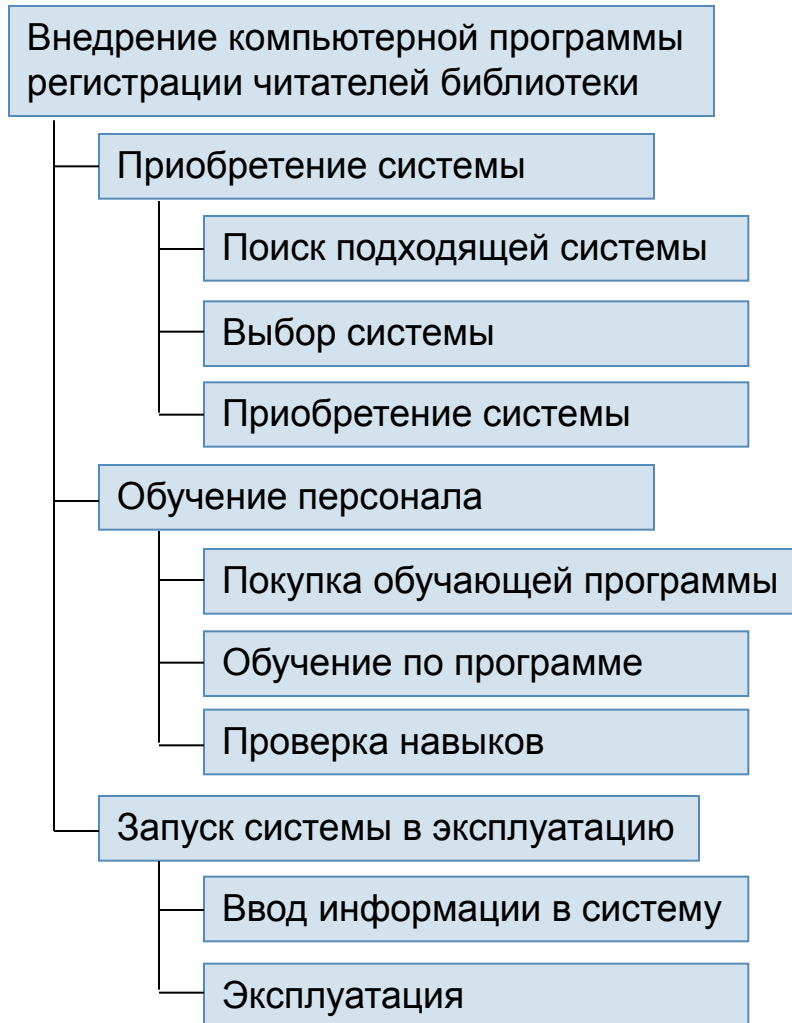 Внедрение компьютерной программы
регистрации читателей библиотеки
Приобретение системы
Поиск подходящей системы
Выбор системы
Приобретение системы
Обучение персонала
Покупка обучающей программы
Обучение по программе
Проверка навыков
Запуск системы в эксплуатацию
Ввод информации в систему
Эксплуатация